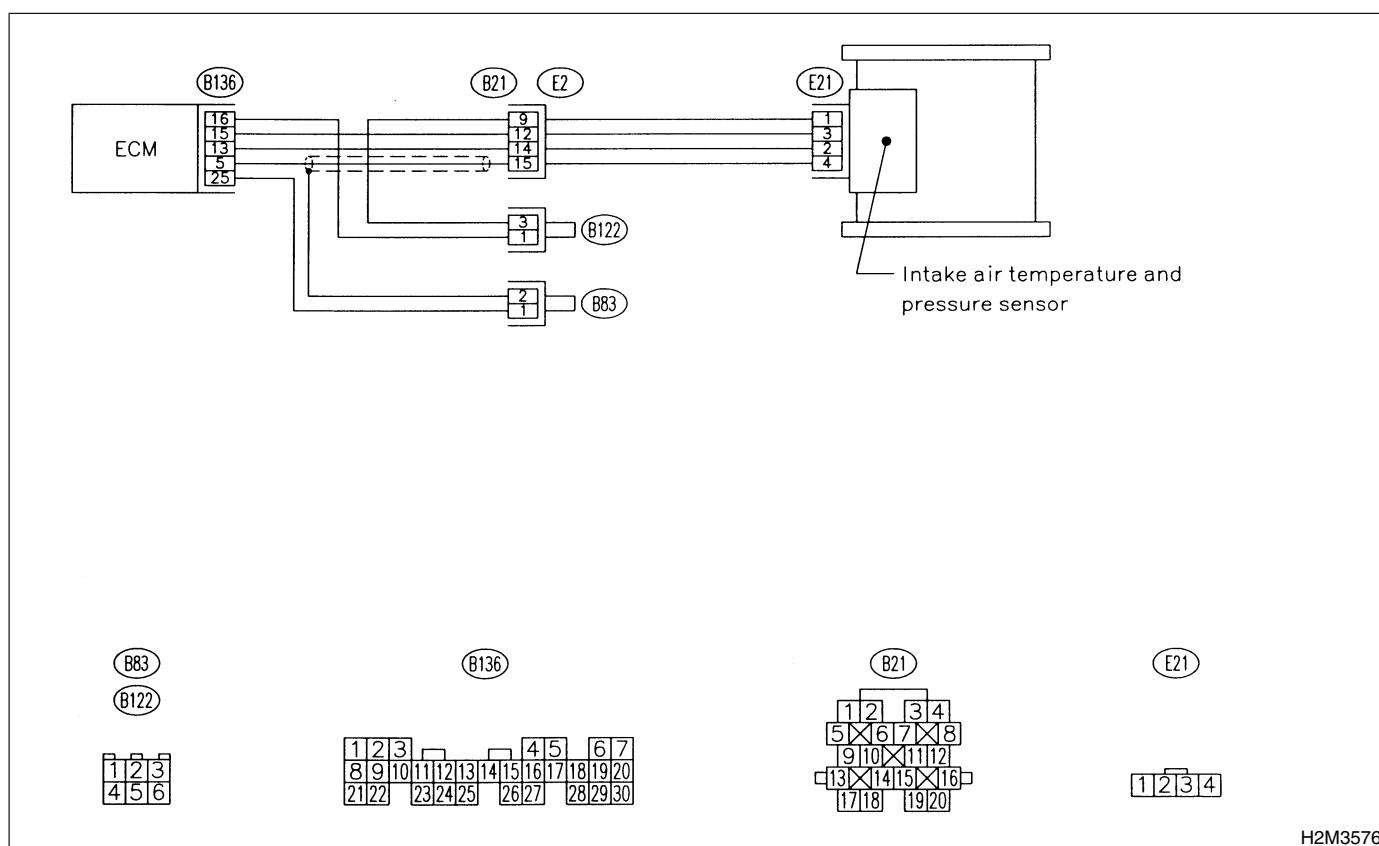 B136 B21 E2 E21
ECM
16 9 1
15 12 3
13 14 2
5 15 4
25
3
1
B122
2
1
B83
Intake air temperature and
pressure sensor
B83 B136 B21 E21
B122
1 2 3 4
5 6 7 8
9 10 11 12
13 14 15 16
17 18 19 20
1 2 3 4 5 6 7
8 9 10 11 12 13 14 15 16 17 18 19 20
21 22 23 24 25 26 27 28 29 30
1 2 3
4 5 6
1 2 3 4
H2M3576